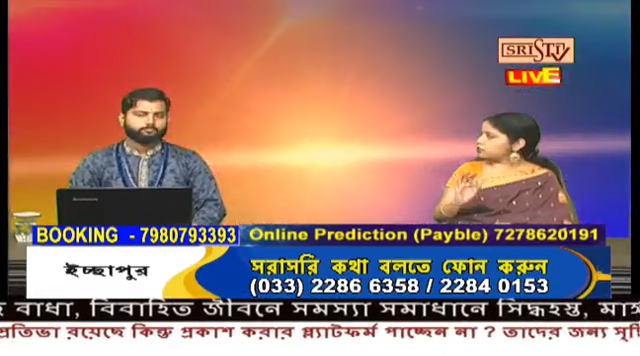 SRISTI TV
LIVE
lenovo
BOOKING - 7980793393
Online Prediction (Payble) 7278620191
ইচ্ছাপুর
সরাসরি কথা বলতে ফোন করুন
(033) 2286 6358 / 2284 0153
বাধা, বিবাহিত জীবনে সমস্যা সমাধানে সিদ্ধহস্ত,
প্রতিভা রয়েছে কিন্তু প্রকাশ করার প্ল্যাটফর্ম পাচ্ছেন না ? তাদের জন্য